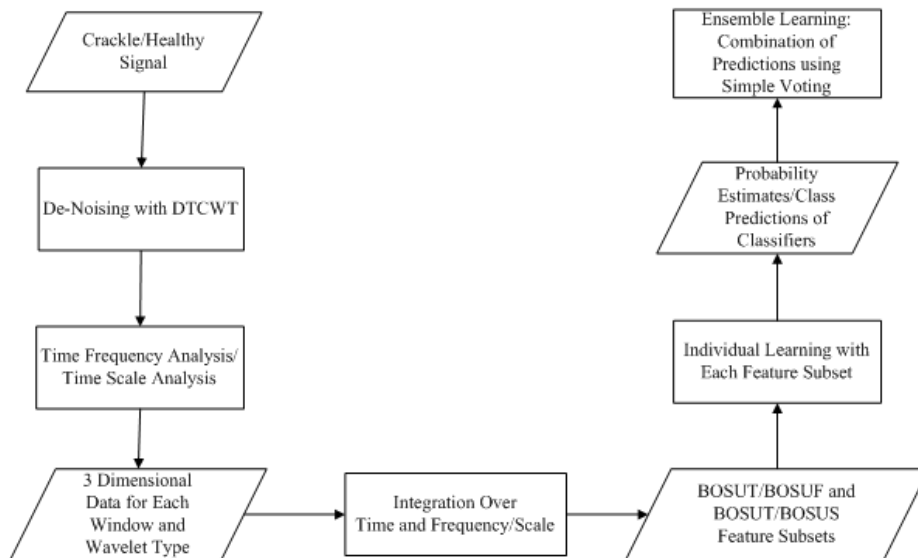 Crackle/Healthy
Signal
De-Noising with DTCWT
Time Frequency Analysis/
Time Scale Analysis
3 Dimensional
Data for Each
Window and
Wavelet Type
Integration Over
Time and Frequency/Scale
BOSUT/BOSUF and
BOSUT/BOSUS
Feature Subsets
Individual Learning with
Each Feature Subset
Probability
Estimates/Class
Predictions of
Classifiers
Ensemble Learning:
Combination of
Predictions using
Simple Voting